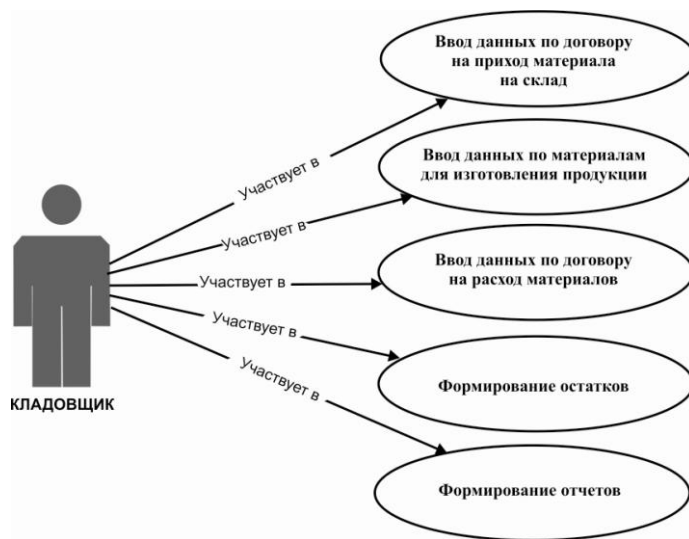 Ввод данных по договору
на приход материала
на склад
Участвует в
Ввод данных по материалам
для изготовления продукции
Участвует в
Ввод данных по договору
на расход материалов
Участвует в
Участвует в
Формирование остатков
Участвует в
КЛАДОВЩИК
Формирование отчетов